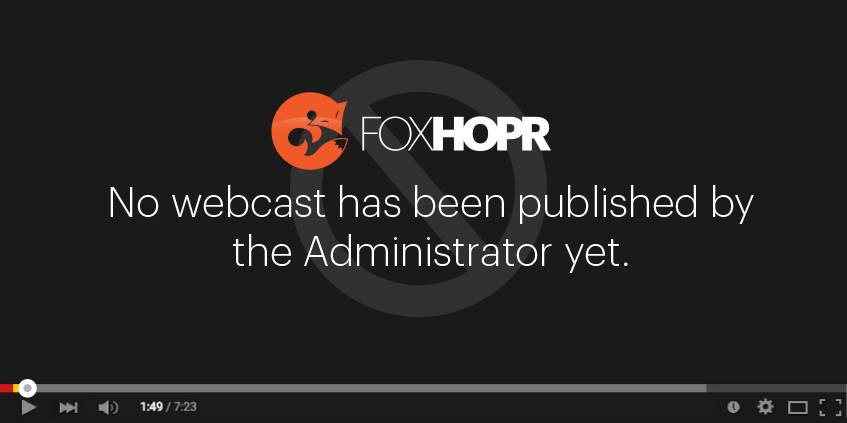 FOXHOPR
No webcast has been published by
the Administrator yet.
1:49 / 7:23